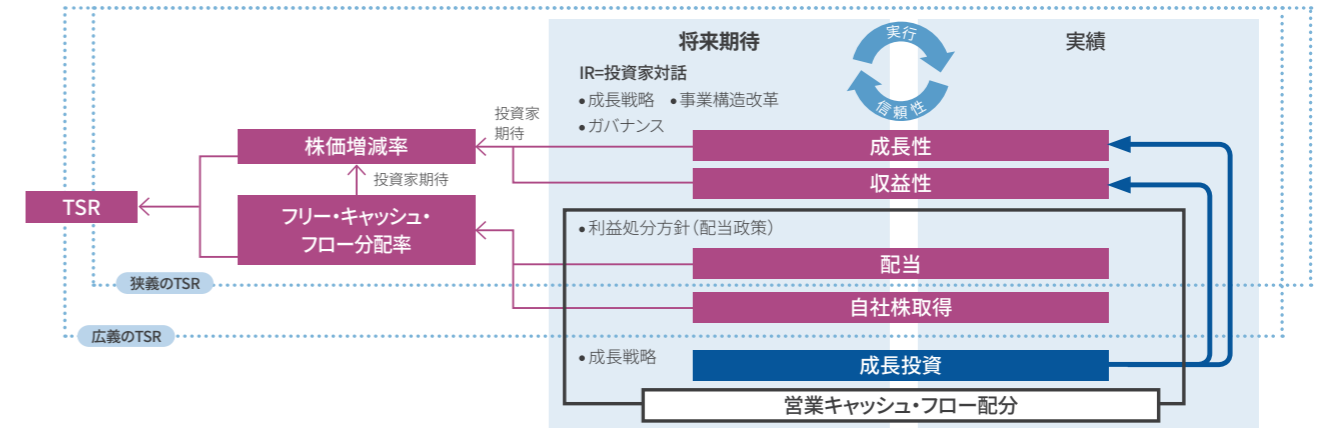 将来期待
実行
信頼性
実績
IR=投資家対話
•成長戦略 •事業構造改革
•ガバナンス
投資家
期待
株価増減率
成長性
投資家期待
収益性
TSR
フリー・キャッシュ・
フロー分配率
•利益処分方針（配当政策）
配当
狭義のTSR
自社株取得
広義のTSR
•成長戦略
成長投資
営業キャッシュ・フロー配分